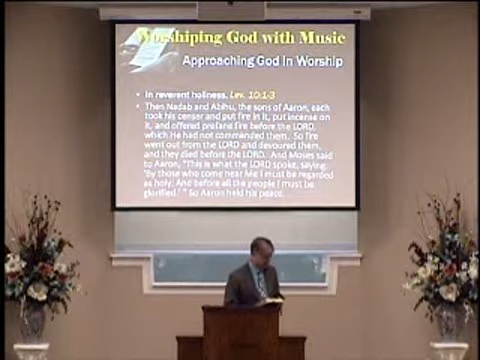 Worshiping God with Music
Approaching God In Worship
• In reverent holiness. Lev. 10:1-3
• Then Nadab and Abihu, the sons of Aaron, each
took his censer and put fire in it, put incense on
it, and offered profane fire before the LORD,
which He had not commanded them. So fire
went out from the LORD and devoured them,
and they died before the LORD. And Moses said
to Aaron, "This is what the LORD spoke, saying:
'By those who come near Me I must be regarded
as holy; And before all the people I must be
glorified.' " So Aaron held his peace.